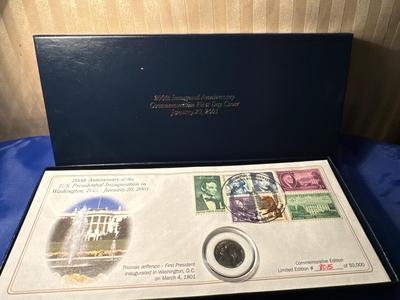 200th Inaugural Anniversary
Commemorative First Day Cover
January 20, 2001
200th Anniversary of the
U.S. Presidential Inauguration in
Washington, D.C. - January 20, 2001
Thomas Jefferson - First President
Inaugurated in Washington, D.C.
on March 4, 1801
Commemorative Edition
Limited Edition # 8015 of 50,000